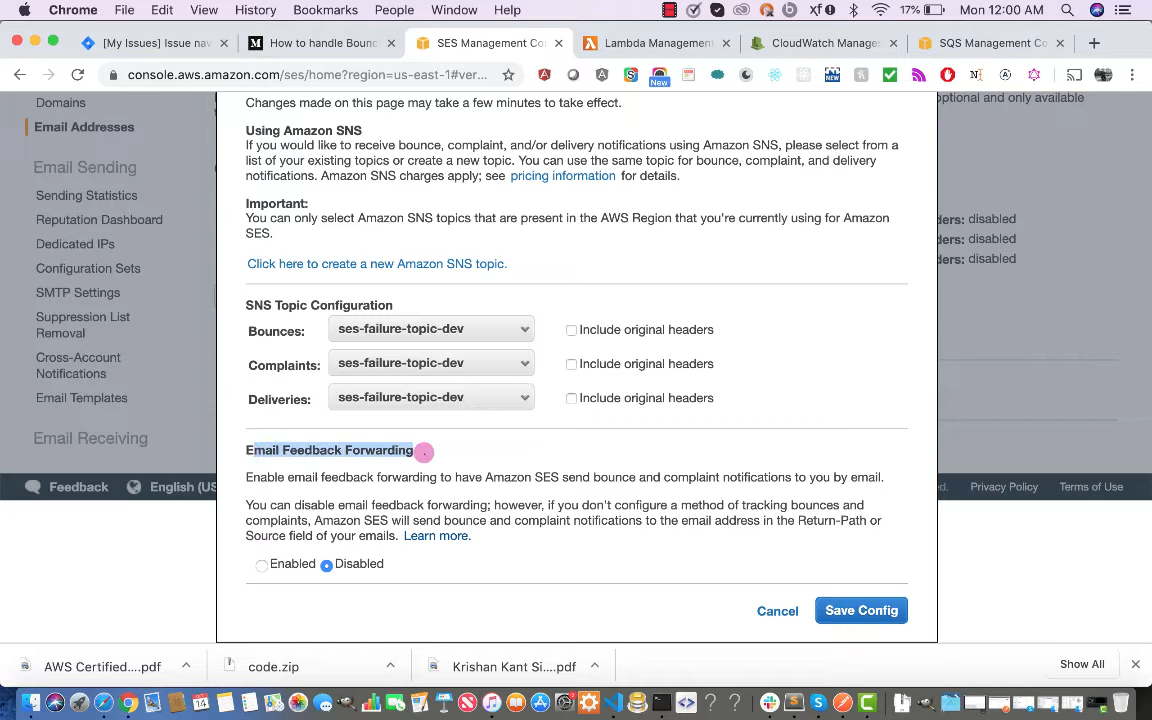 Chrome File Edit View History Bookmarks People Window Help 17% Mon 12:00 AM
[My Issues] Issue nav How to handle Bounc SES Management Co Lambda Management CloudWatch Manage SQS Management Co
console.aws.amazon.com/ses/home?region=us-east-1#ver...
New
Domains
Email Addresses
Email Sending
Sending Statistics
Reputation Dashboard
Dedicated IPs
Configuration Sets
SMTP Settings
Suppression List
Removal
Cross-Account
Notifications
Email Templates
Email Receiving
Changes made on this page may take a few minutes to take effect.
Using Amazon SNS
If you would like to receive bounce, complaint, and/or delivery notifications using Amazon SNS, please select from a
list of your existing topics or create a new topic. You can use the same topic for bounce, complaint, and delivery
notifications. Amazon SNS charges apply; see pricing information for details.
Important:
You can only select Amazon SNS topics that are present in the AWS Region that you're currently using for Amazon
SES.
Click here to create a new Amazon SNS topic.
SNS Topic Configuration
Bounces: ses-failure-topic-dev Include original headers
Complaints: ses-failure-topic-dev Include original headers
Deliveries: ses-failure-topic-dev Include original headers
Email Feedback Forwarding
Enable email feedback forwarding to have Amazon SES send bounce and complaint notifications to you by email.
You can disable email feedback forwarding; however, if you don't configure a method of tracking bounces and
complaints, Amazon SES will send bounce and complaint notifications to the email address in the Return-Path or
Source field of your emails. Learn more.
Enabled Disabled
Cancel Save Config
optional and only available
ders: disabled
ders: disabled
ders: disabled
Feedback English (US
ed. Privacy Policy Terms of Use
AWS Certified....pdf code.zip Krishan Kant Si....pdf Show All